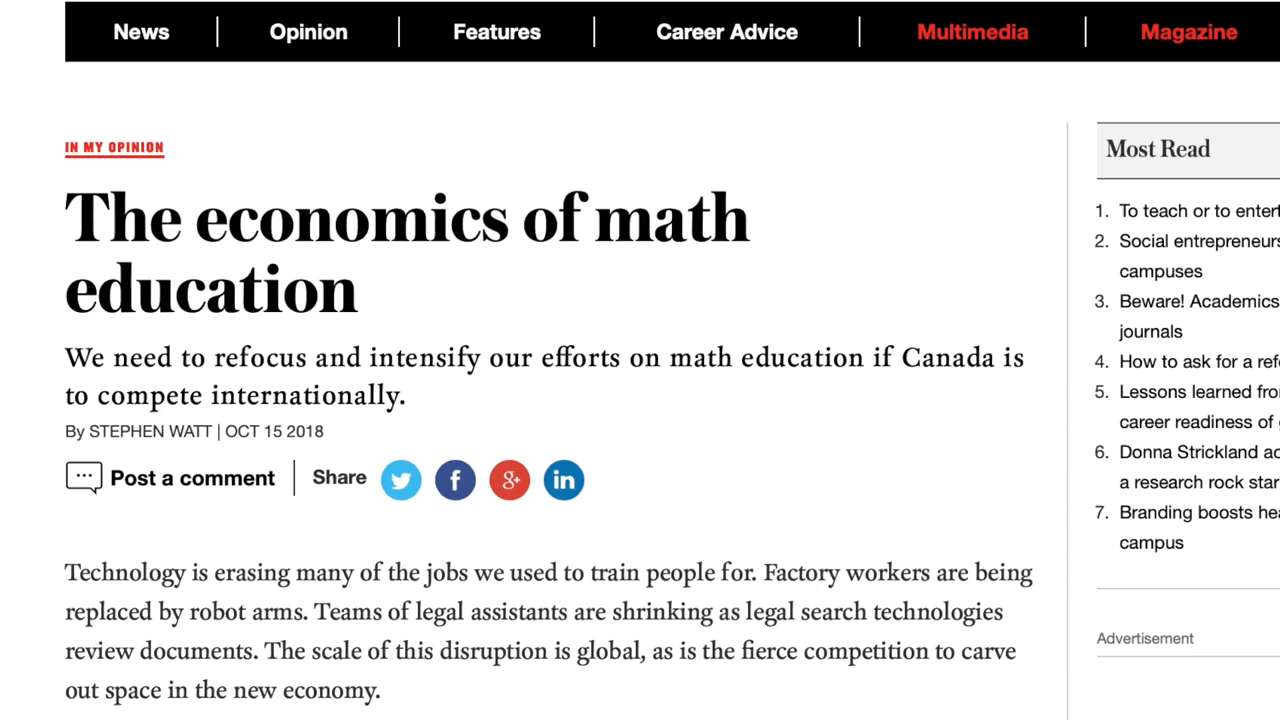 News
Opinion
Features
Career Advice
Multimedia
Magazine
IN MY OPINION
The economics of math
education
We need to refocus and intensify our efforts on math education if Canada is
to compete internationally.
By STEPHEN WATT | OCT 15 2018
Post a comment
Share
Technology is erasing many of the jobs we used to train people for. Factory workers are being
replaced by robot arms. Teams of legal assistants are shrinking as legal search technologies
review documents. The scale of this disruption is global, as is the fierce competition to carve
out space in the new economy.
Most Read
1. To teach or to
2. Social
campuses
3. Beware! Academics
journals
4. How to ask for a
5. Lessons learned
career readiness of
6. Donna Strickland
a research rock star
7. Branding boosts
campus
Advertisement